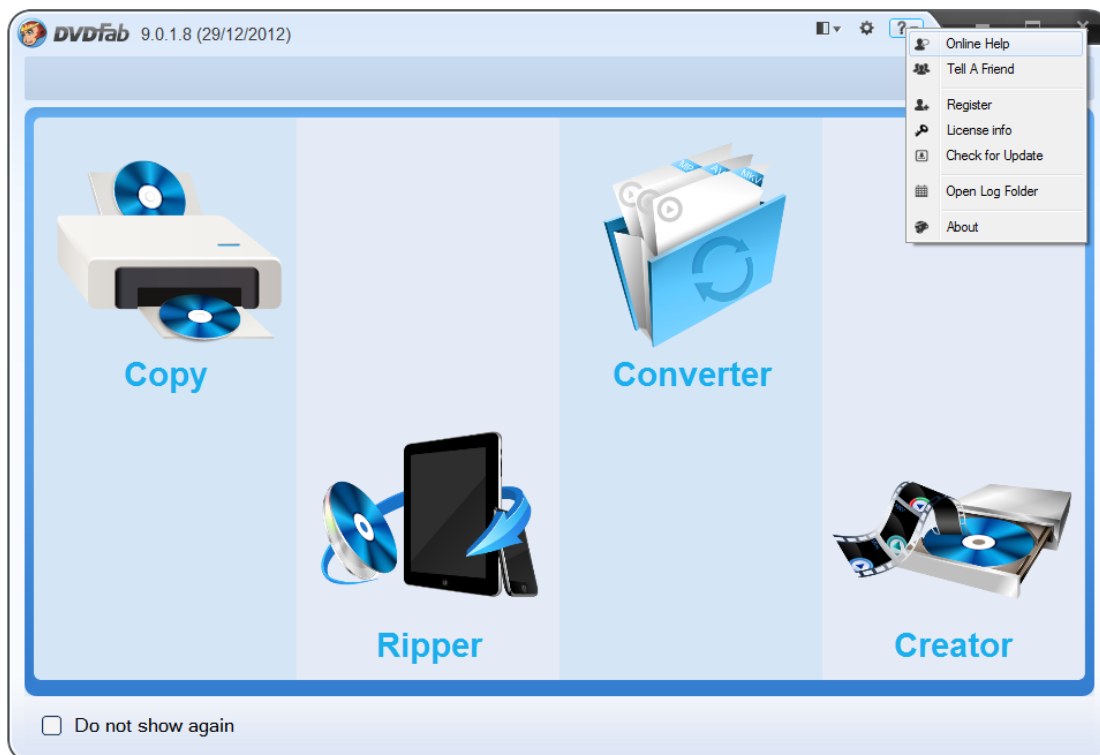 DVDFab 9.0.1.8 (29/12/2012)
?
Online Help
Tell A Friend
Register
License info
Check for Update
Open Log Folder
About
MKV
Copy
Converter
Ripper
Creator
Do not show again